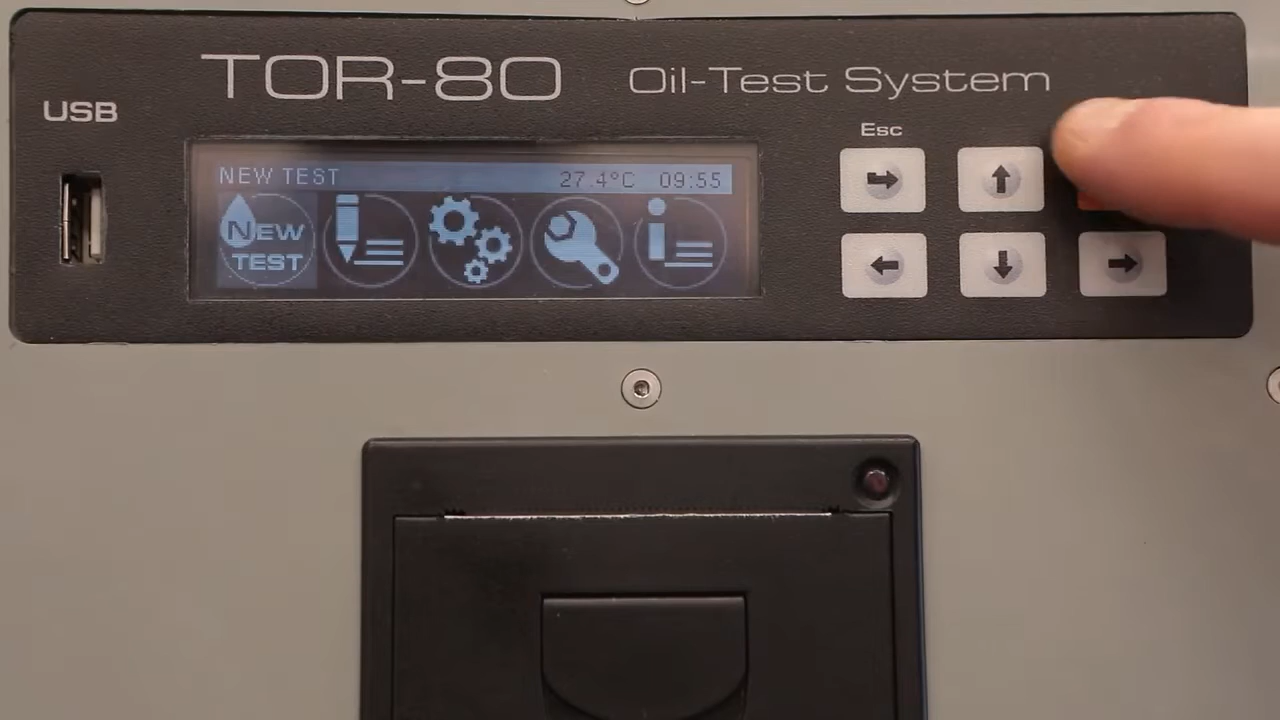 TOR-80 Oil-Test System
USB
Esc
NEW TEST 27.4°C 09:55
NEW
TEST